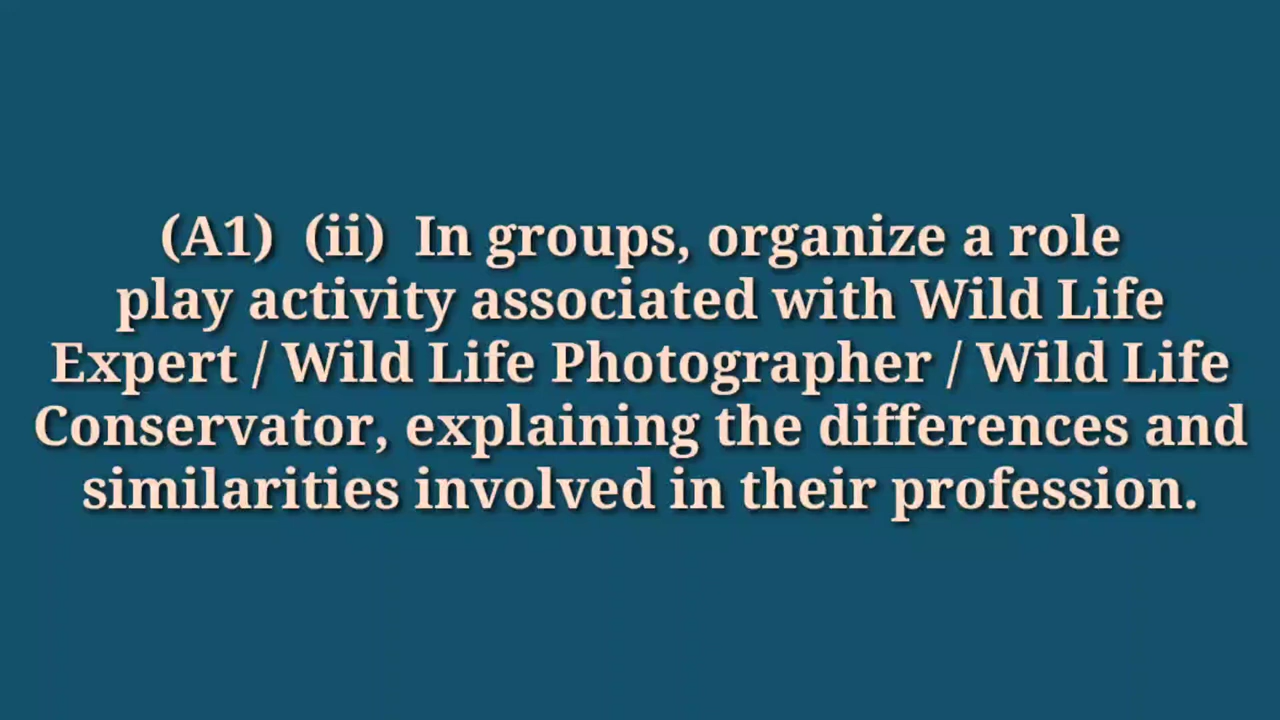 (A1) (ii) In groups, organize a role
play activity associated with Wild Life
Expert / Wild Life Photographer / Wild Life
Conservator, explaining the differences and
similarities involved in their profession.